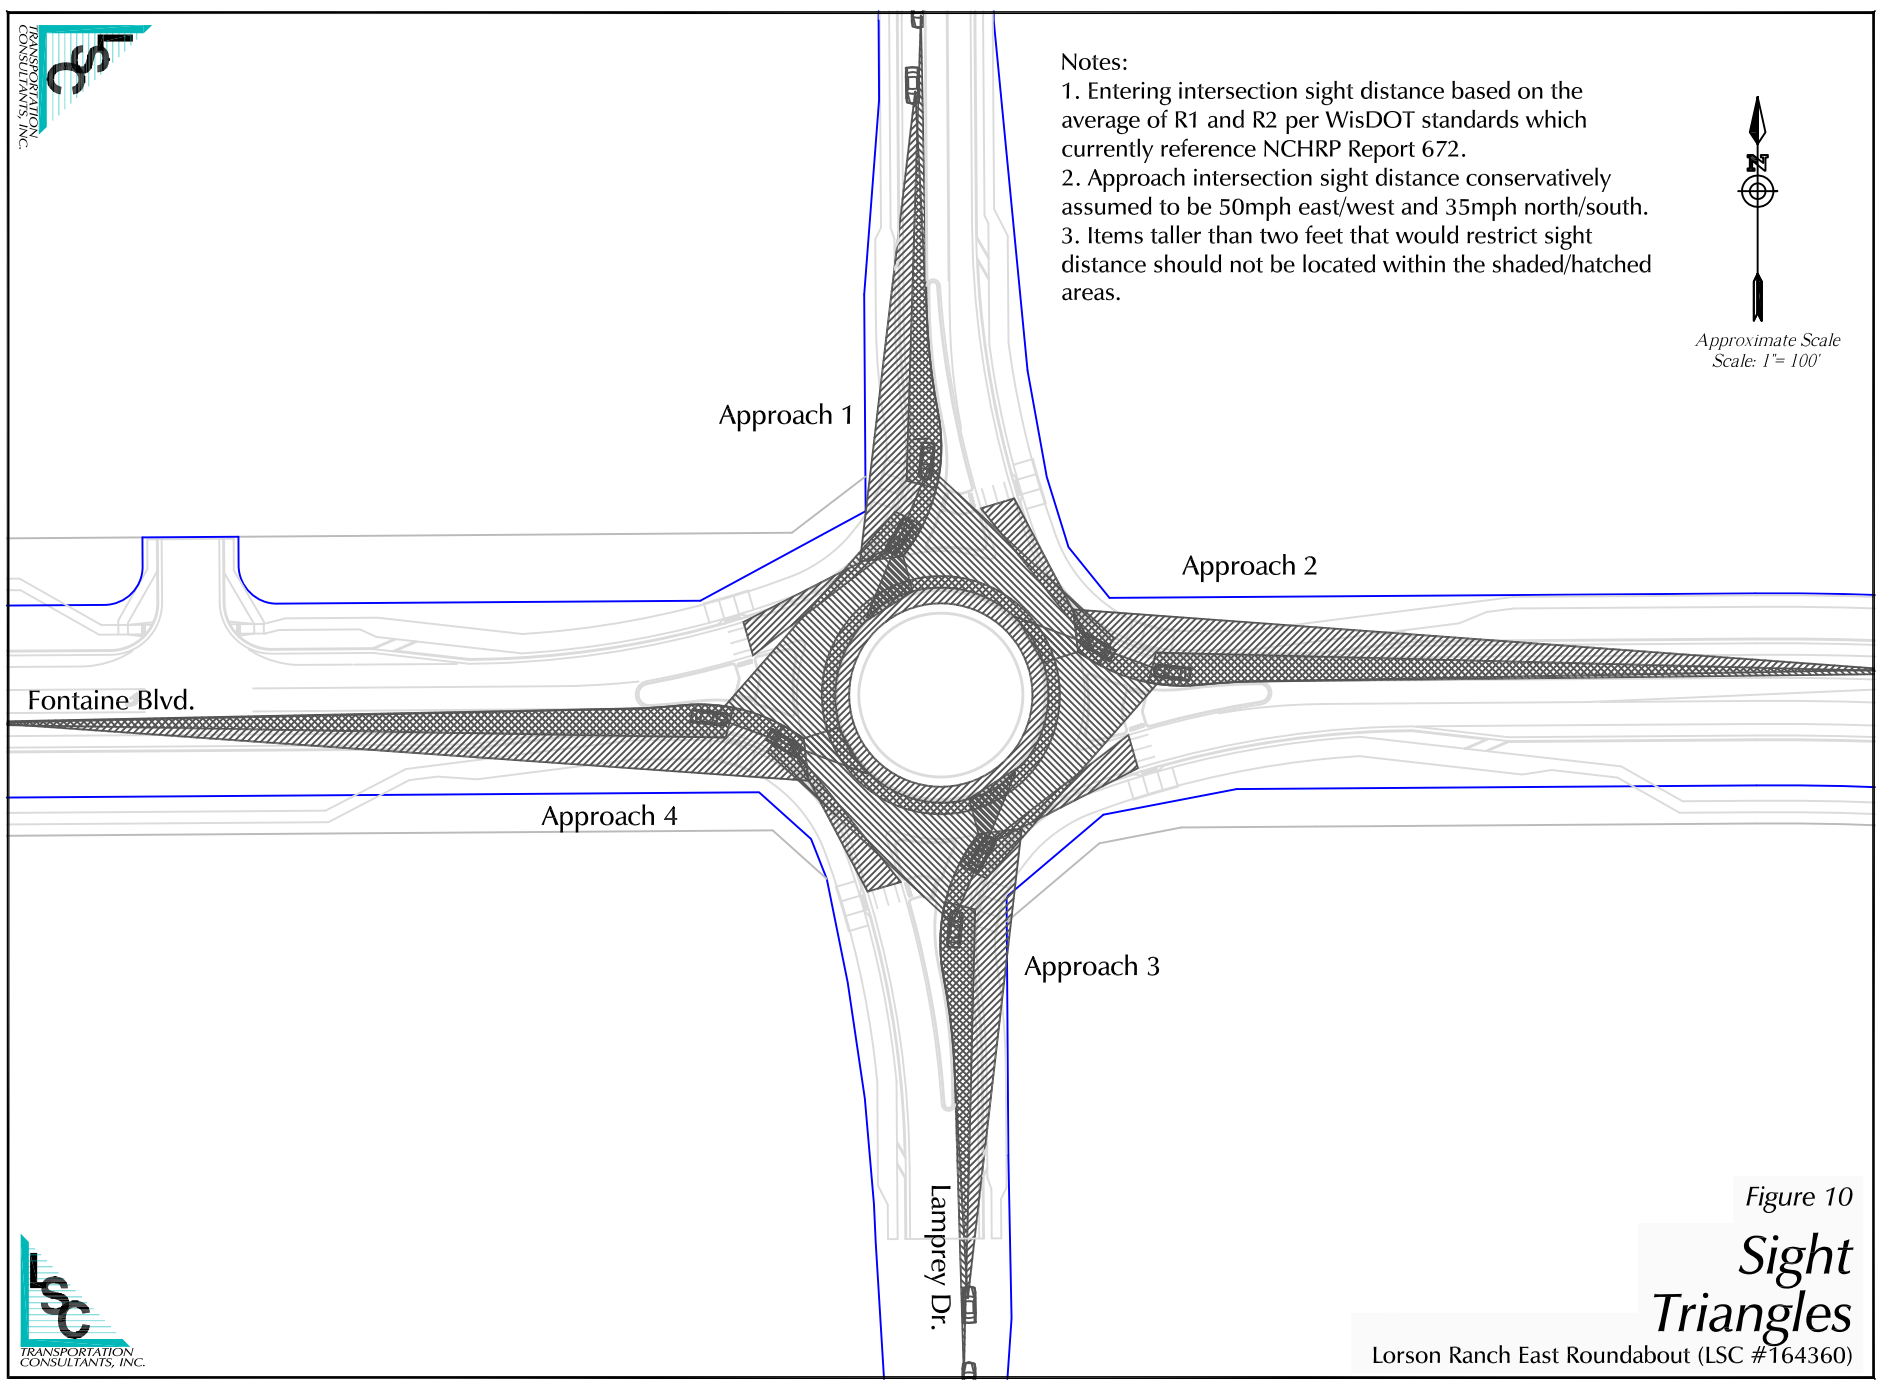 LSC
TRANSPORTATION
CONSULTANTS, INC.
Notes:
1. Entering intersection sight distance based on the
average of R1 and R2 per WisDOT standards which
currently reference NCHRP Report 672.
2. Approach intersection sight distance conservatively
assumed to be 50mph east/west and 35mph north/south.
3. Items taller than two feet that would restrict sight
distance should not be located within the shaded/hatched
areas.
N
Approximate Scale
Scale: 1"= 100'
Approach 1
Approach 2
Fontaine Blvd.
Approach 4
Approach 3
Lamprey Dr.
Figure 10
Sight
Triangles
Lorson Ranch East Roundabout (LSC #164360)
LSC
TRANSPORTATION
CONSULTANTS, INC.